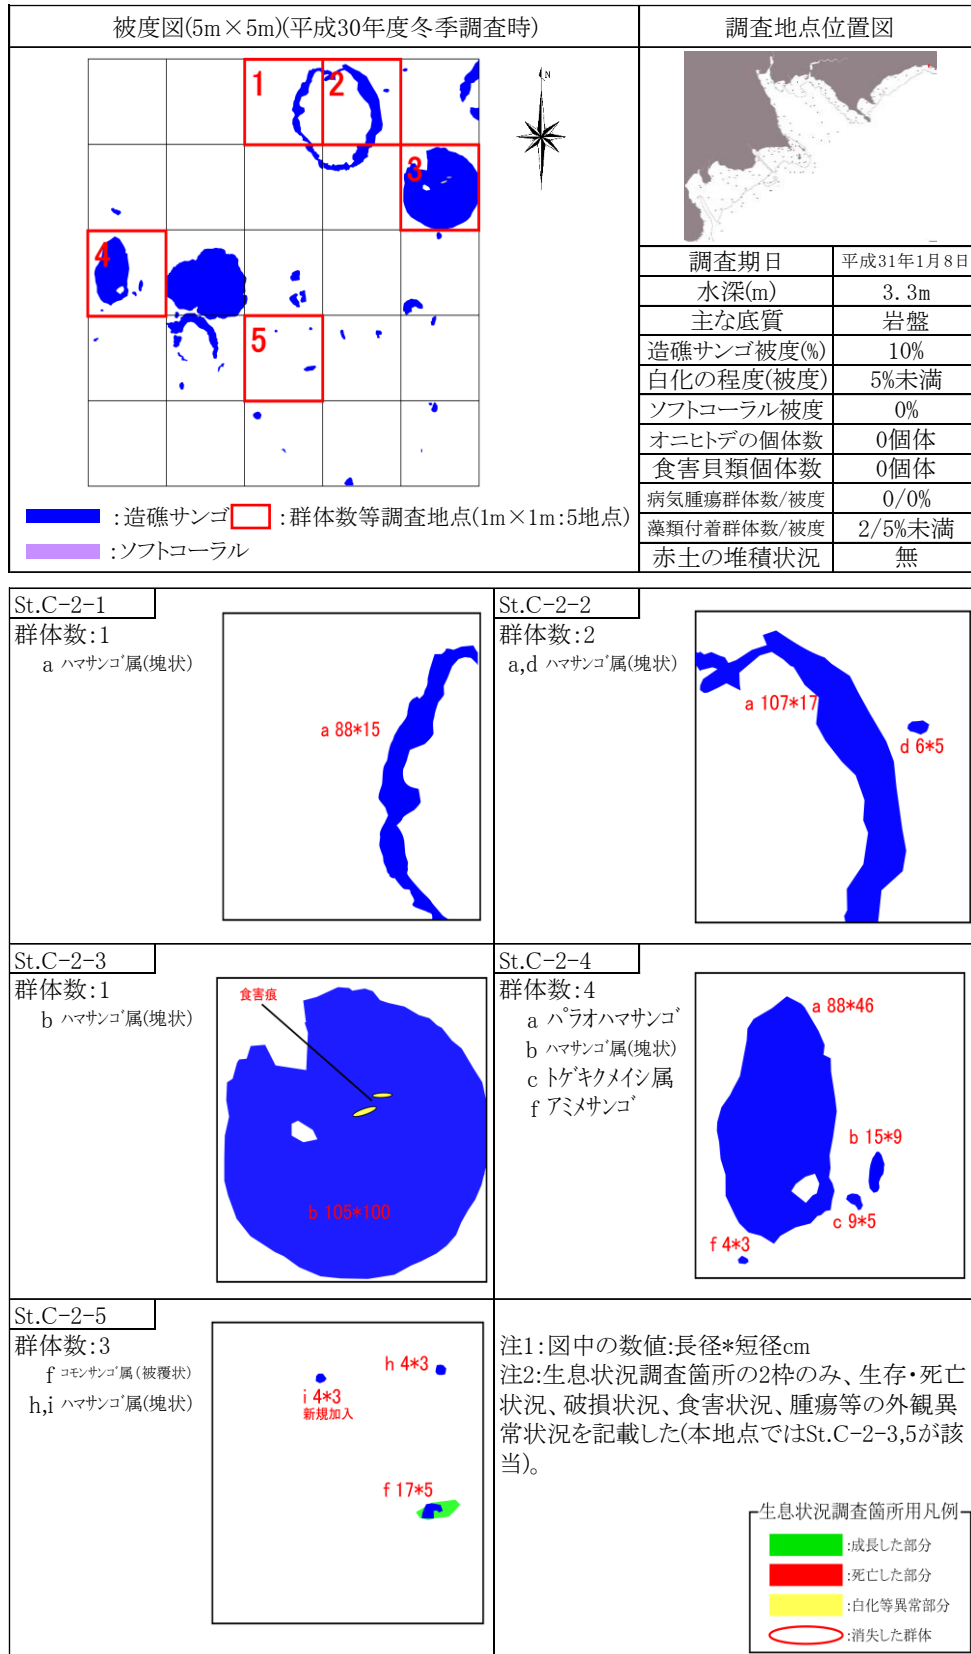 被度図(5m×5m)(平成30年度冬季調査時)
調査地点位置図
1
2
3
4
5
N
:造礁サンゴ
:群体数等調査地点(1m×1m:5地点)
:ソフトコーラル
調査期日 平成31年1月8日
水深(m) 3.3m
主な底質 岩盤
造礁サンゴ被度(%) 10%
白化の程度(被度) 5%未満
ソフトコーラル被度 0%
オニヒトデの個体数 0個体
食害貝類個体数 0個体
病気腫瘍群体数/被度 0/0%
藻類付着群体数/被度 2/5%未満
赤土の堆積状況 無
St.C-2-1
群体数:1
a ハマサンゴ属(塊状)
a 88*15
St.C-2-2
群体数:2
a,d ハマサンゴ属(塊状)
a 107*17
d 6*5
St.C-2-3
群体数:1
b ハマサンゴ属(塊状)
食害痕
b 105*100
St.C-2-4
群体数:4
a パラオハマサンゴ
b ハマサンゴ属(塊状)
c トゲキクメイシ属
f アミメサンゴ
a 88*46
b 15*9
c 9*5
f 4*3
St.C-2-5
群体数:3
f コモンサンゴ属(被覆状)
h,i ハマサンゴ属(塊状)
h 4*3
i 4*3
新規加入
f 17*5
注1:図中の数値:長径*短径cm
注2:生息状況調査箇所の2枠のみ、生存・死亡
状況、破損状況、食害状況、腫瘍等の外観異
常状況を記載した(本地点ではSt.C-2-3,5が該
当)。
生息状況調査箇所用凡例
:成長した部分
:死亡した部分
:白化等異常部分
:消失した群体